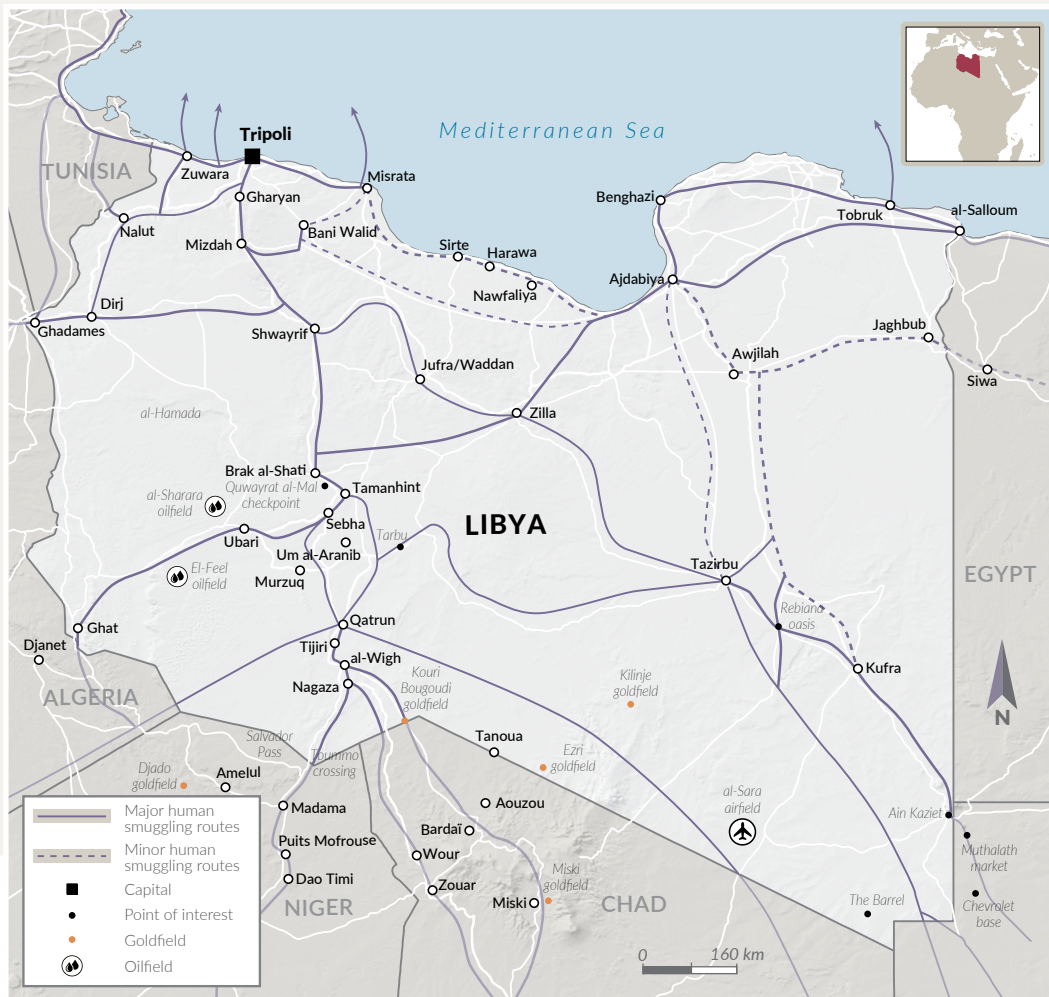 Mediterranean Sea
Tripoli
TUNISIA
Zuwara
Misrata
Gharyan
Benghazi
Tobruk
al-Salloum
Nalut
Bani Walid
Mizdah
Sirte
Harawa
Ajdabiya
Nawfaliya
Dirj
Ghadames
Shwayrif
Jaghbub
Jufra/Waddan
Awjilah
Siwa
al-Hamada
Zilla
Brak al-Shati
Quwayrat al-Mal
checkpoint
Tamanhint
al-Sharara
oilfield
Sebha
LIBYA
Ubari
Tarbu
Um al-Aranib
El-Feel
oilfield
Murzuq
Tazirbu
EGYPT
Rebiana
oasis
Ghat
Qatrun
Djanet
Tijiri
al-Wigh
Kufra
ALGERIA
Nagaza
Kouri
Bougoudi
goldfield
Kilinje
goldfield
N
Salvador
Pass
Toummo
crossing
Tanoua
Ezri
goldfield
Djado
goldfield
Amelul
al-Sara
airfield
Madama
Aouzou
Ain Kaziet
Bardaï
Puits Mofrouse
Wour
Muthalath
market
Dao Timi
Zouar
Miski
goldfield
Miski
NIGER
CHAD
The Barrel
Chevrolet
base
Major human
smuggling routes
Minor human
smuggling routes
Capital
Point of interest
Goldfield
Oilfield
0 160 km